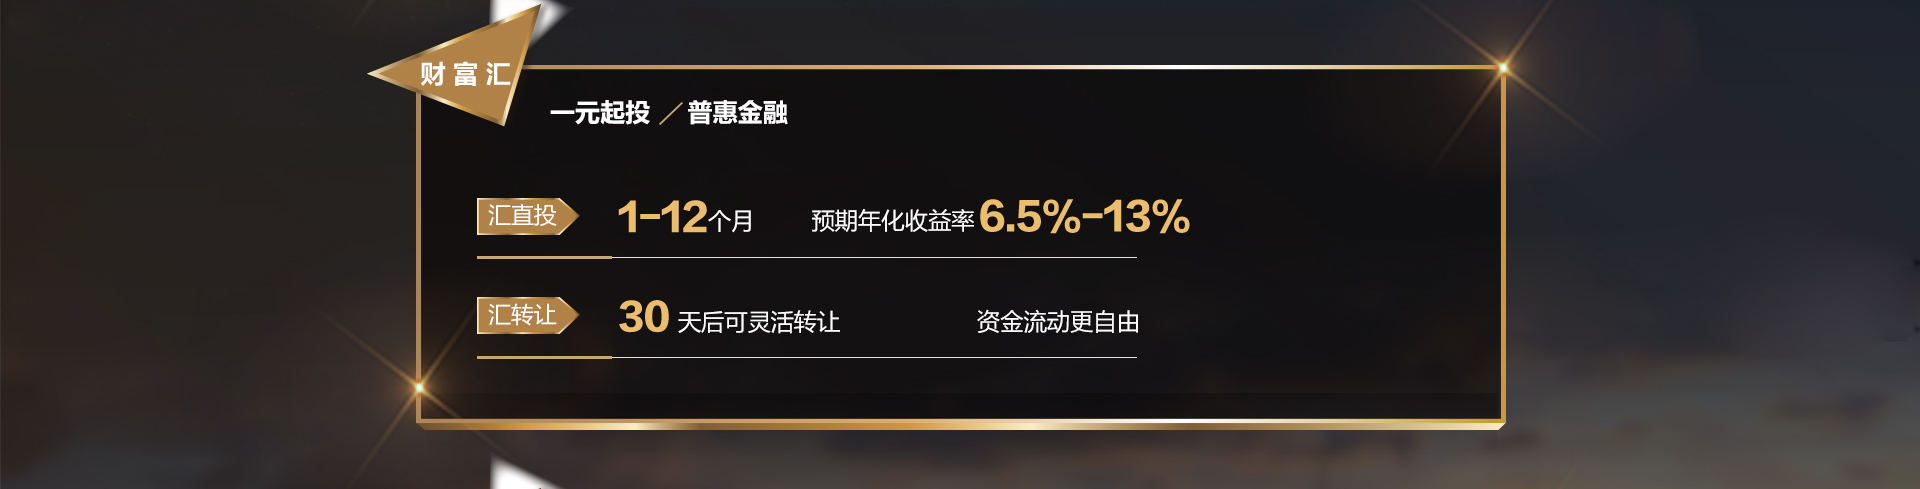 财富汇
一元起投 ／普惠金融
汇直投 1-12个月 预期年化收益率6.5%-13%
汇转让 30 天后可灵活转让 资金流动更自由